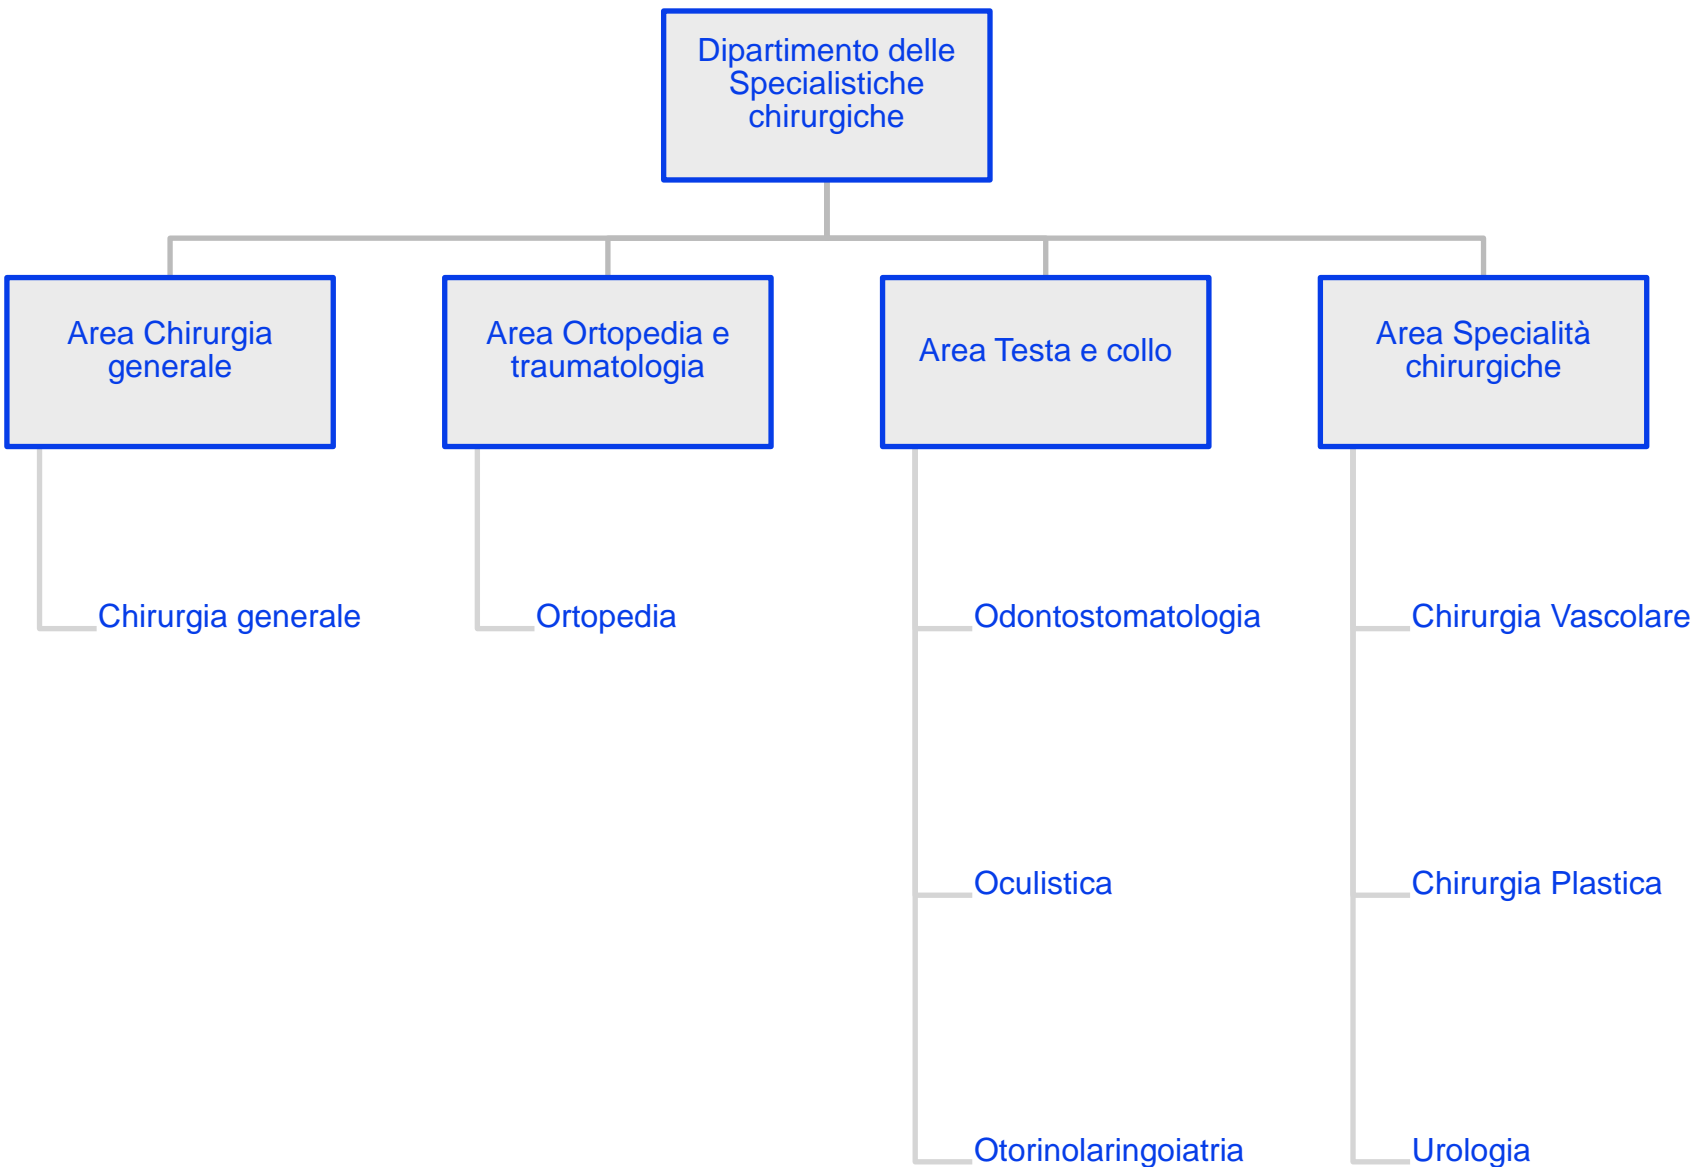 Dipartimento delle
Specialistiche
chirurgiche
Area Chirurgia
generale
Area Ortopedia e
traumatologia
Area Testa e collo
Area Specialità
chirurgiche
Chirurgia generale
Ortopedia
Odontostomatologia
Chirurgia Vascolare
Oculistica
Chirurgia Plastica
Otorinolaringoiatria
Urologia